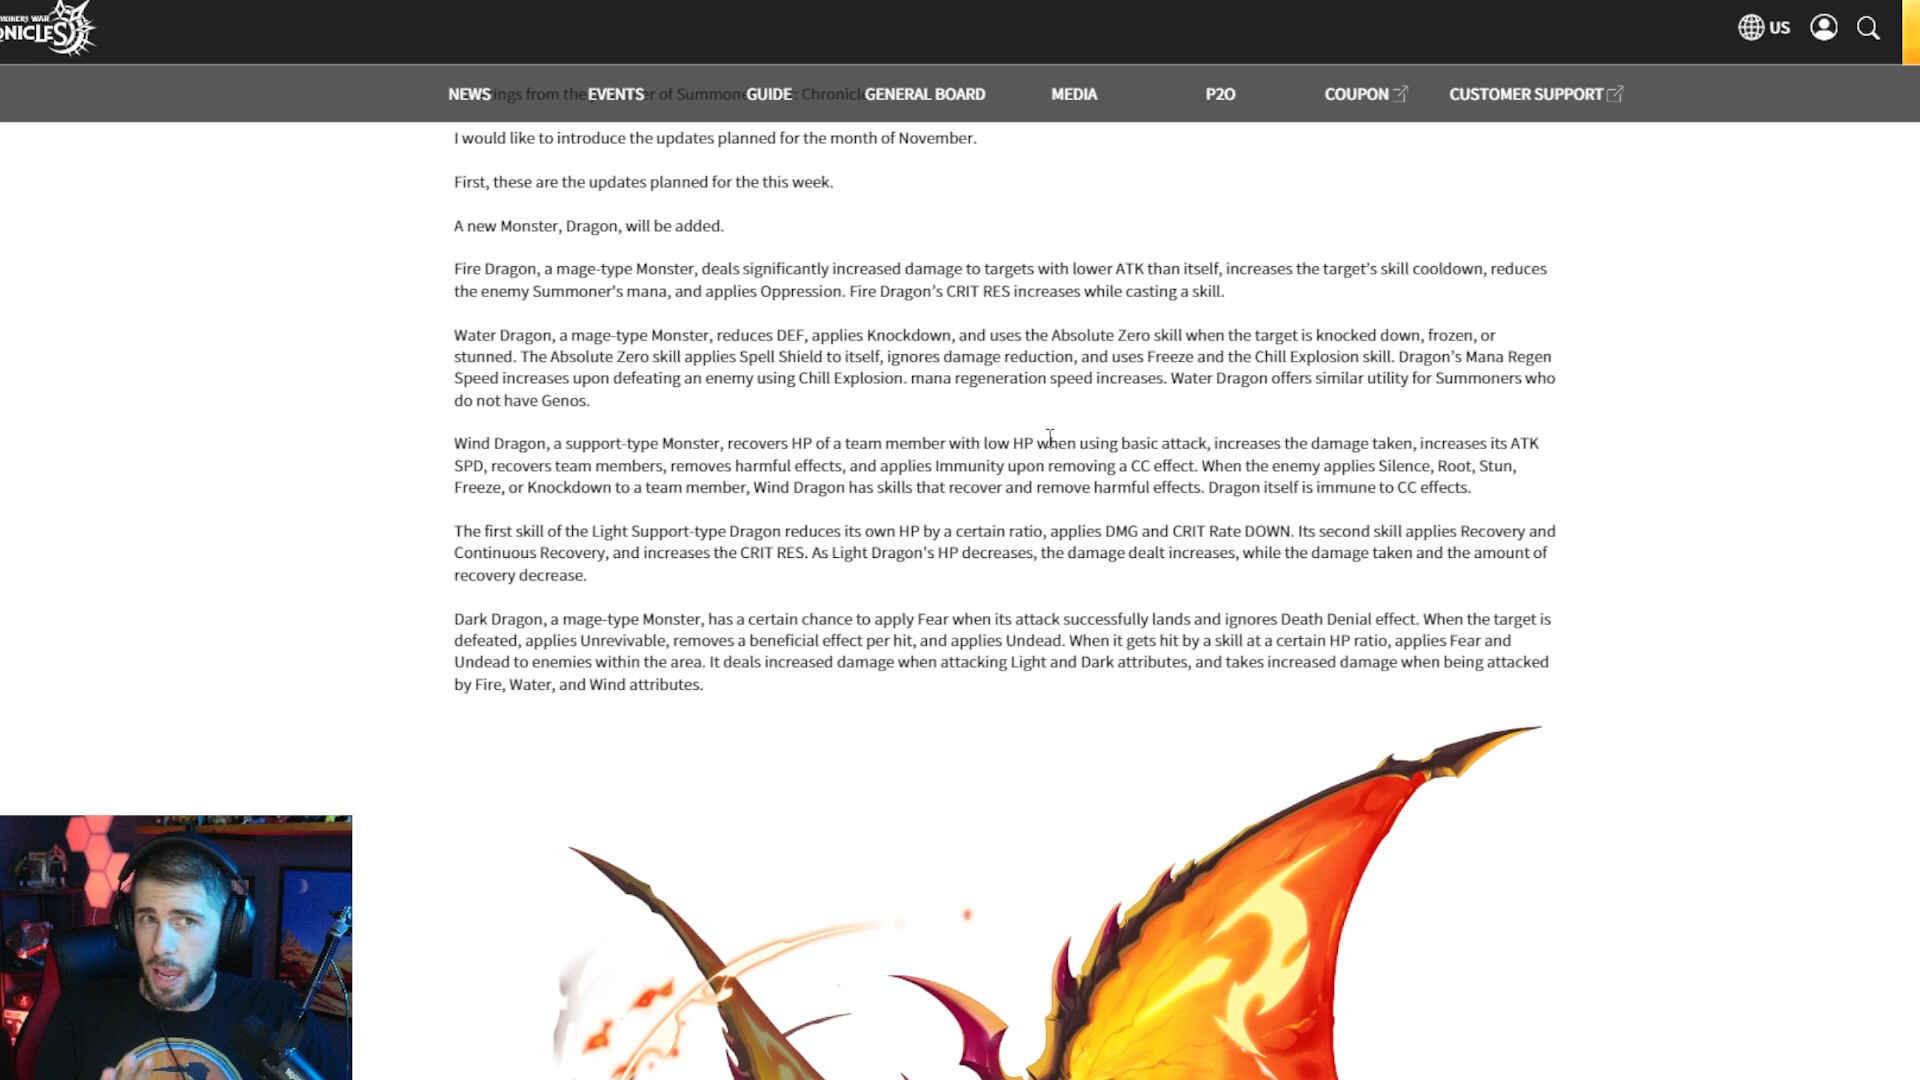 NICLES
US
NEWS EVENTS GUIDE GENERAL BOARD MEDIA P2O COUPON CUSTOMER SUPPORT
I would like to introduce the updates planned for the month of November.
First, these are the updates planned for the this week.
A new Monster, Dragon, will be added.
Fire Dragon, a mage-type Monster, deals significantly increased damage to targets with lower ATK than itself, increases the target’s skill cooldown, reduces
the enemy Summoner's mana, and applies Oppression. Fire Dragon’s CRIT RES increases while casting a skill.
Water Dragon, a mage-type Monster, reduces DEF, applies Knockdown, and uses the Absolute Zero skill when the target is knocked down, frozen, or
stunned. The Absolute Zero skill applies Spell Shield to itself, ignores damage reduction, and uses Freeze and the Chill Explosion skill. Dragon’s Mana Regen
Speed increases upon defeating an enemy using Chill Explosion. mana regeneration speed increases. Water Dragon offers similar utility for Summoners who
do not have Genos.
Wind Dragon, a support-type Monster, recovers HP of a team member with low HP when using basic attack, increases the damage taken, increases its ATK
SPD, recovers team members, removes harmful effects, and applies Immunity upon removing a CC effect. When the enemy applies Silence, Root, Stun,
Freeze, or Knockdown to a team member, Wind Dragon has skills that recover and remove harmful effects. Dragon itself is immune to CC effects.
The first skill of the Light Support-type Dragon reduces its own HP by a certain ratio, applies DMG and CRIT Rate DOWN. Its second skill applies Recovery and
Continuous Recovery, and increases the CRIT RES. As Light Dragon's HP decreases, the damage dealt increases, while the damage taken and the amount of
recovery decrease.
Dark Dragon, a mage-type Monster, has a certain chance to apply Fear when its attack successfully lands and ignores Death Denial effect. When the target is
defeated, applies Unrevivable, removes a beneficial effect per hit, and applies Undead. When it gets hit by a skill at a certain HP ratio, applies Fear and
Undead to enemies within the area. It deals increased damage when attacking Light and Dark attributes, and takes increased damage when being attacked
by Fire, Water, and Wind attributes.